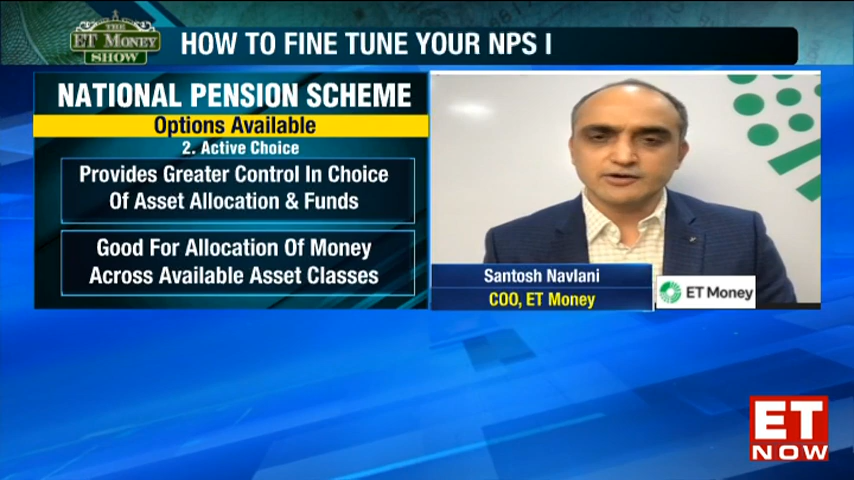 THE
ET MONEY
SHOW
HOW TO FINE TUNE YOUR NPS I
NATIONAL PENSION SCHEME
Options Available
2. Active Choice
Provides Greater Control In Choice
Of Asset Allocation & Funds
Good For Allocation Of Money
Across Available Asset Classes
Santosh Navlani
COO, ET Money
ET Money
ET
NOW